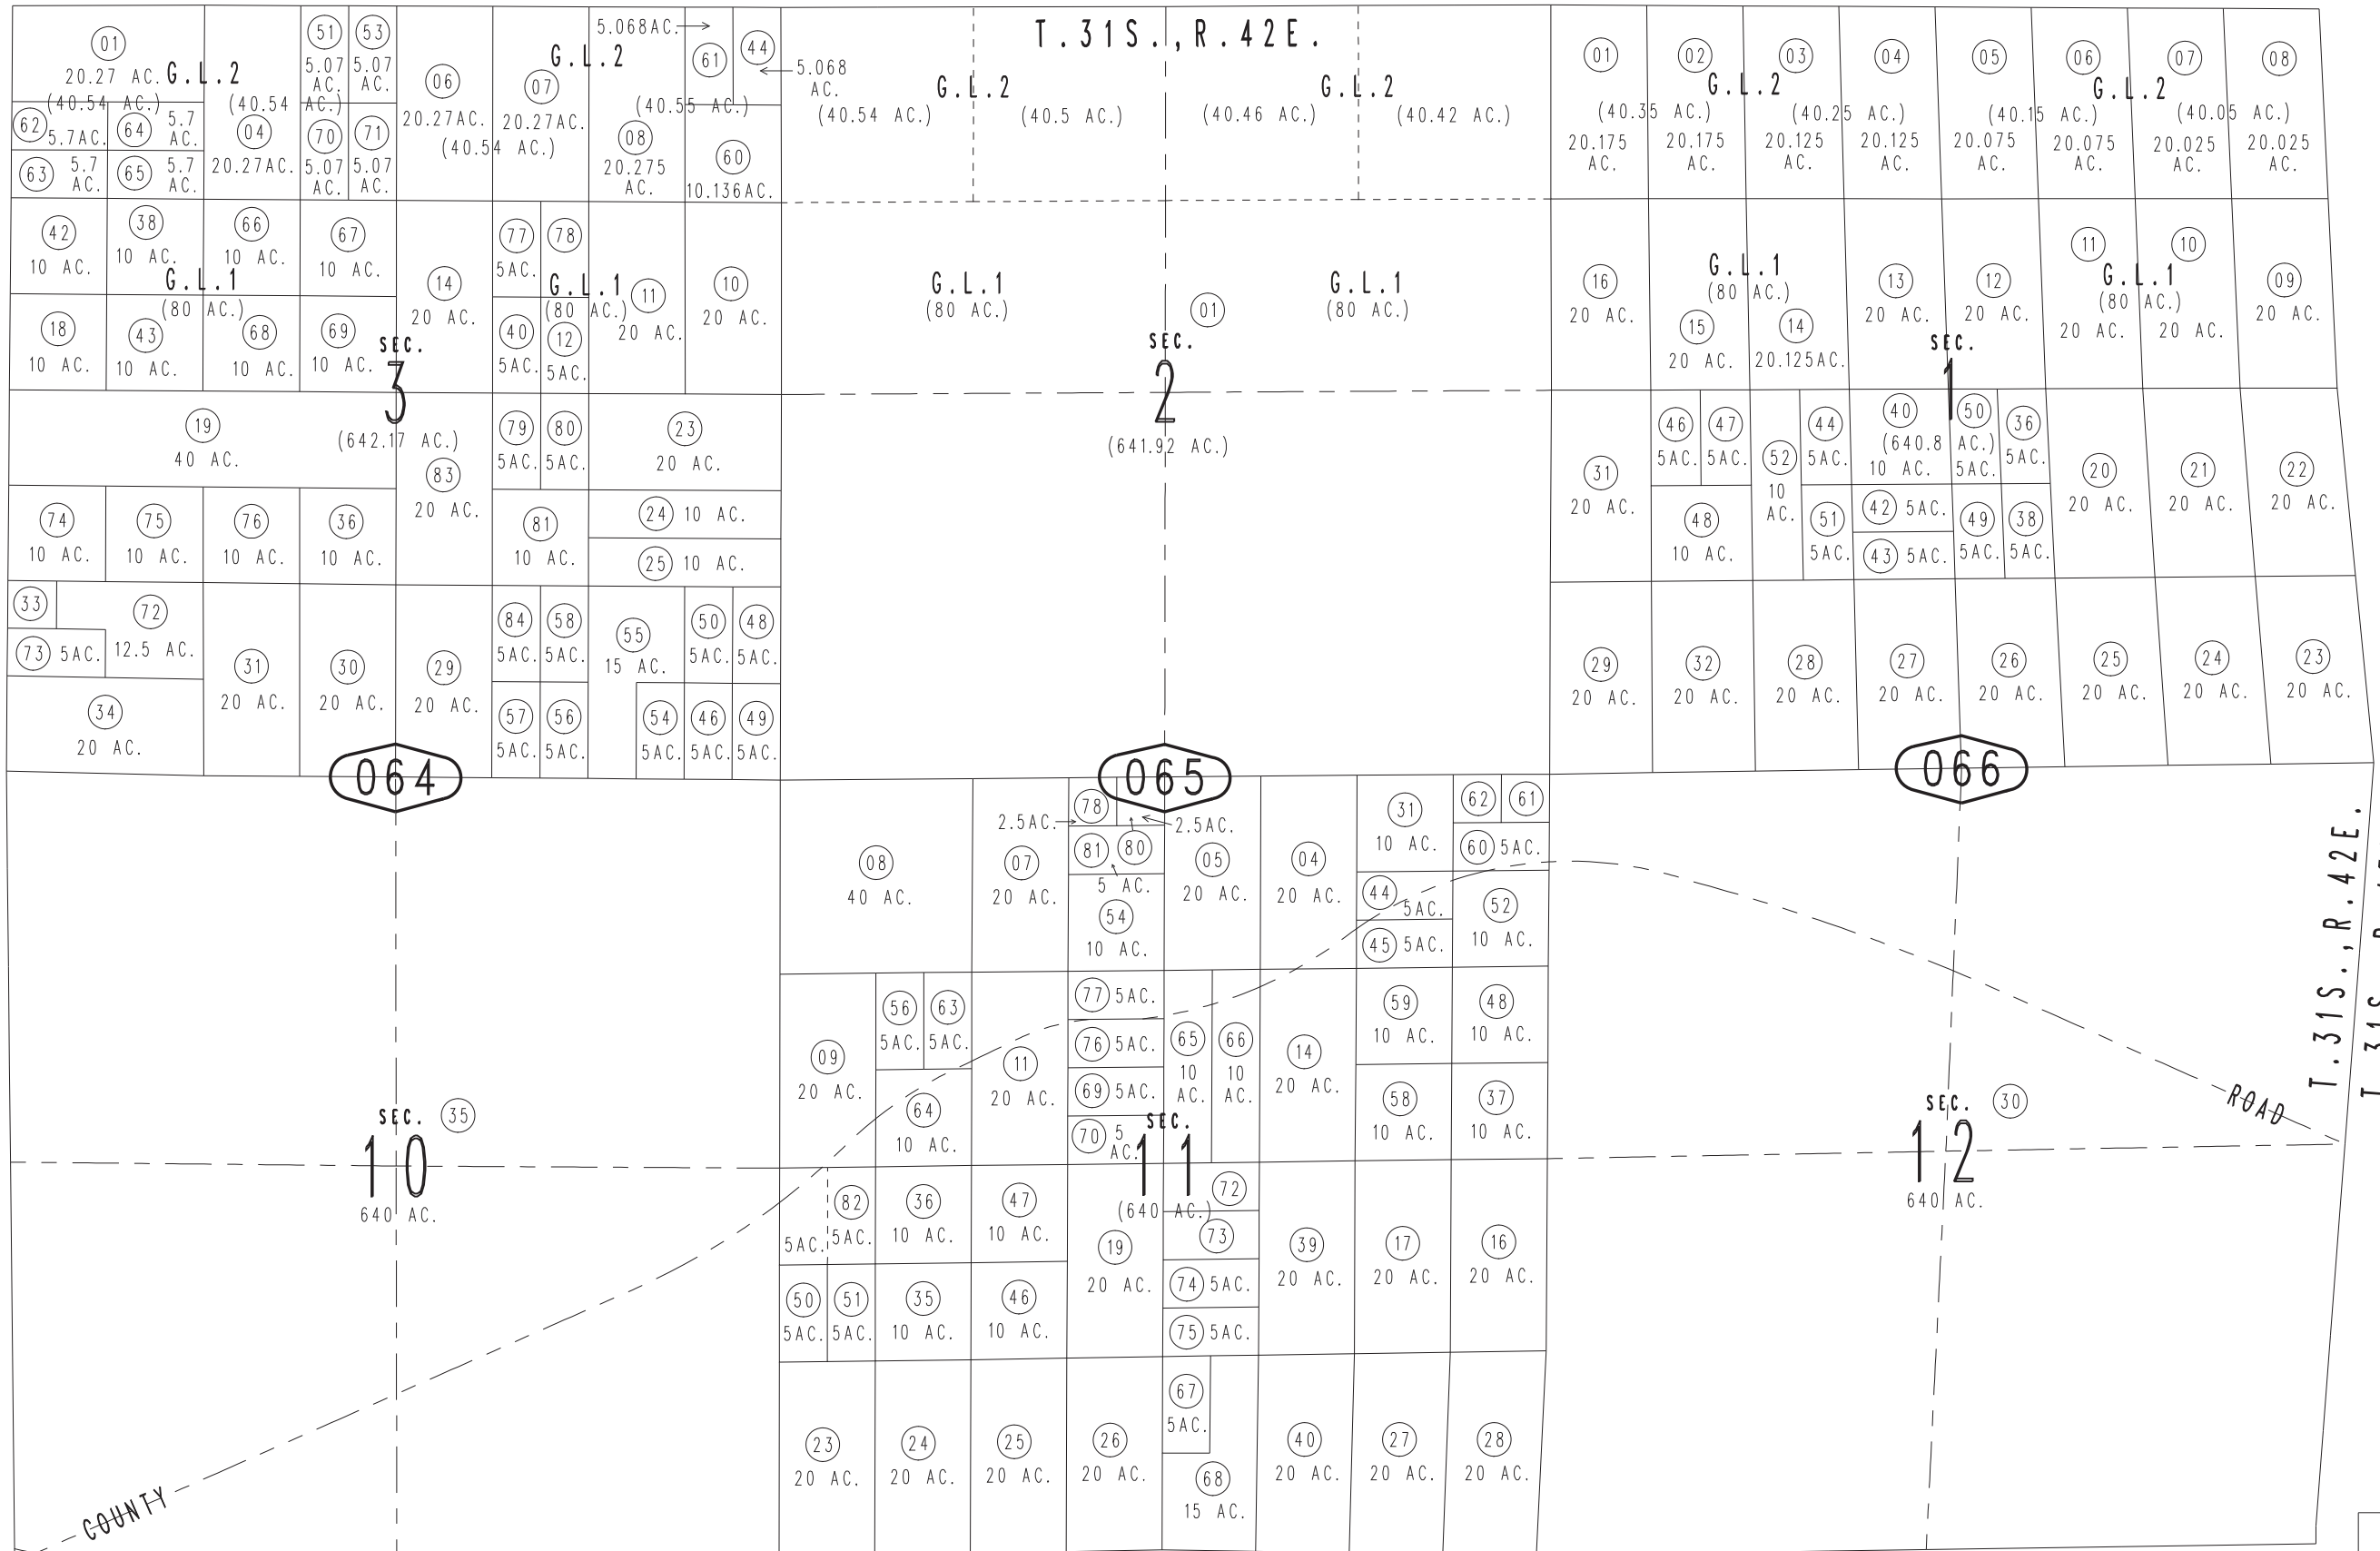 T.31S.,R.42E.
01
20.27 AC.
G.L.2
(40.54 AC.)
62
5.7AC.
64
5.7
AC.
63
5.7
AC.
65
5.7
AC.
(40.54 AC.)
04
20.27AC.
51
5.07
AC.
53
5.07
AC.
70
5.07
AC.
71
5.07
AC.
06
20.27AC.
(40.54 AC.)
07
20.27AC.
G.L.2
5.068AC.
61
44
5.068
AC.
(40.55 AC.)
08
20.275
AC.
60
10.136AC.
42
10 AC.
38
10 AC.
66
10 AC.
67
10 AC.
G.L.1
(80 AC.)
18
10 AC.
43
10 AC.
68
10 AC.
69
10 AC.
14
20 AC.
77
5AC.
78
G.L.1
(80 AC.)
40
5AC.
12
5AC.
11
20 AC.
10
20 AC.
SEC.
3
(642.17 AC.)
19
40 AC.
83
20 AC.
79
5AC.
80
5AC.
23
20 AC.
74
10 AC.
75
10 AC.
76
10 AC.
36
10 AC.
81
10 AC.
24 10 AC.
25 10 AC.
33
72
12.5 AC.
73 5AC.
34
20 AC.
31
20 AC.
30
20 AC.
29
20 AC.
84
5AC.
58
5AC.
57
5AC.
56
5AC.
55
15 AC.
50
5AC.
48
5AC.
54
5AC.
46
5AC.
49
5AC.
064
G.L.2
(40.54 AC.)
(40.5 AC.)
G.L.2
(40.46 AC.)
(40.42 AC.)
G.L.1
(80 AC.)
01
G.L.1
(80 AC.)
SEC.
2
(641.92 AC.)
065
01
20.175
AC.
02
20.175
AC.
G.L.2
(40.35 AC.)
03
20.125
AC.
(40.25 AC.)
04
20.125
AC.
05
20.075
AC.
(40.15 AC.)
06
20.075
AC.
G.L.2
07
20.025
AC.
(40.05 AC.)
08
20.025
AC.
16
20 AC.
G.L.1
(80 AC.)
15
20 AC.
14
20.125AC.
13
20 AC.
12
20 AC.
11
20 AC.
G.L.1
(80 AC.)
10
20 AC.
09
20 AC.
SEC.
1
(640.8 AC.)
31
20 AC.
46
5AC.
47
5AC.
48
10 AC.
52
10
AC.
44
5AC.
51
5AC.
40
10 AC.
42 5AC.
43 5AC.
50
5AC.
36
5AC.
49
5AC.
38
5AC.
20
20 AC.
21
20 AC.
22
20 AC.
29
20 AC.
32
20 AC.
28
20 AC.
27
20 AC.
26
20 AC.
25
20 AC.
24
20 AC.
23
20 AC.
066
SEC.
10
35
640 AC.
COUNTY
08
40 AC.
07
20 AC.
2.5AC.
78
2.5AC.
81
80
5 AC.
54
10 AC.
05
20 AC.
04
20 AC.
31
10 AC.
62
61
60 5AC.
44
5AC.
45 5AC.
52
10 AC.
09
20 AC.
56
5AC.
63
5AC.
64
10 AC.
11
20 AC.
77 5AC.
76 5AC.
69 5AC.
70 5
AC.
65
10
AC.
66
10
AC.
14
20 AC.
59
10 AC.
48
10 AC.
58
10 AC.
37
10 AC.
SEC.
11
(640 AC.)
5AC.
82
5AC.
36
10 AC.
47
10 AC.
50
5AC.
51
5AC.
35
10 AC.
46
10 AC.
19
20 AC.
72
73
74 5AC.
75 5AC.
39
20 AC.
17
20 AC.
16
20 AC.
23
20 AC.
24
20 AC.
25
20 AC.
26
20 AC.
67
5AC.
68
15 AC.
40
20 AC.
27
20 AC.
28
20 AC.
SEC.
12
30
640 AC.
ROAD
T.31S.,R.42E.